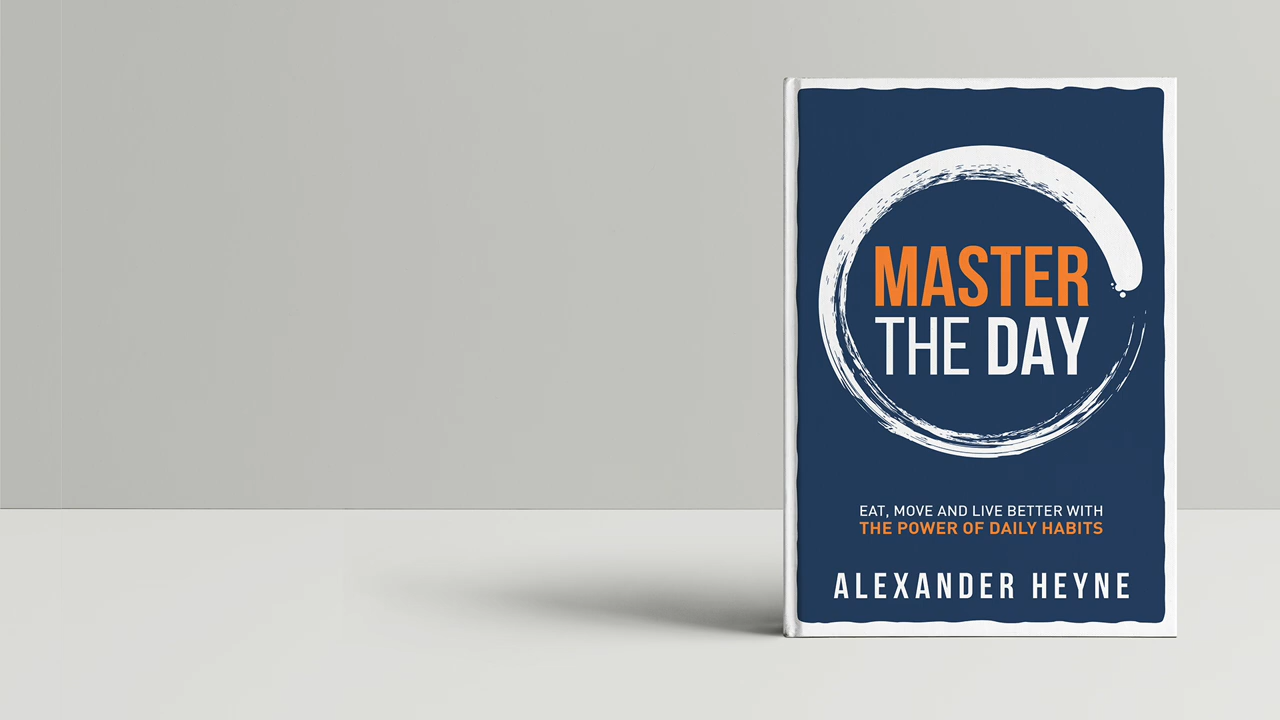 MASTER
THE DAY
EAT, MOVE AND LIVE BETTER WITH
THE POWER OF DAILY HABITS
ALEXANDER HEYNE